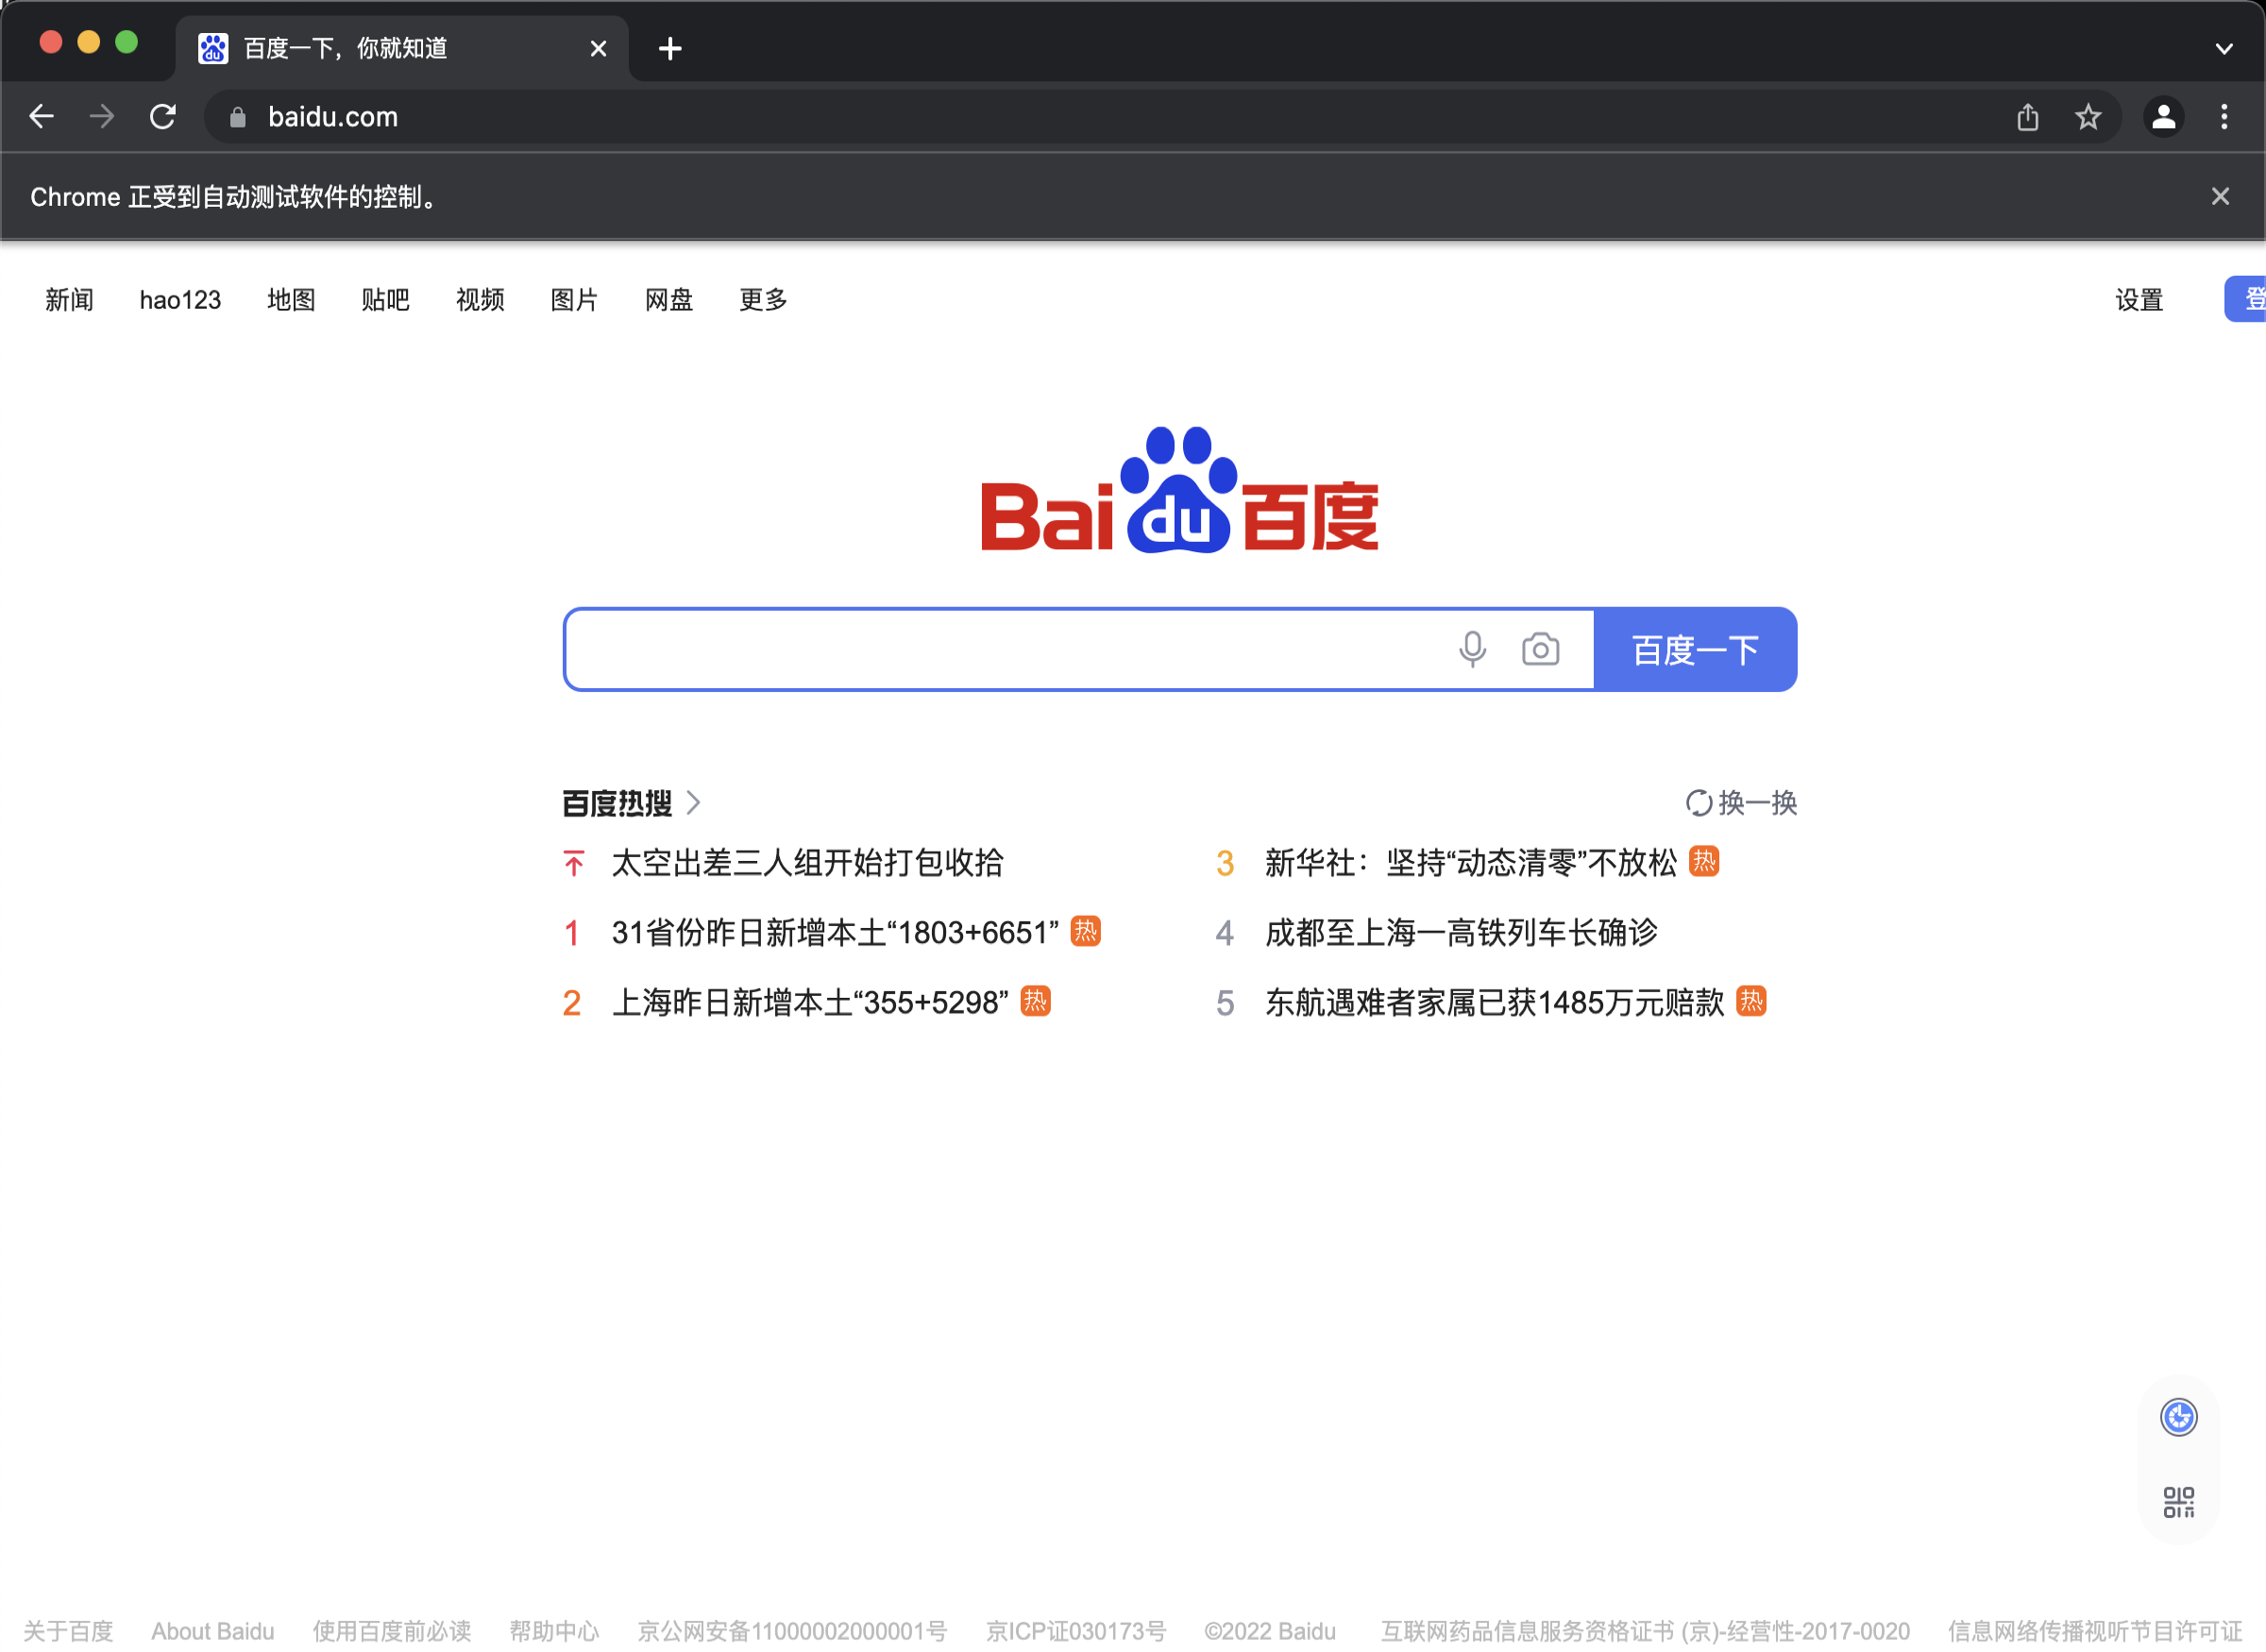 百度一下，你就知道
baidu.com
Chrome 正受到自动测试软件的控制。
新闻 hao123 地图 贴吧 视频 图片 网盘 更多 设置 登
Bai du 百度
百度一下
百度热搜 换一换
太空出差三人组开始打包收拾
1 31省份昨日新增本土“1803+6651” 热
2 上海昨日新增本土“355+5298” 热
3 新华社：坚持“动态清零”不放松 热
4 成都至上海一高铁列车长确诊
5 东航遇难者家属已获1485万元赔款 热
关于百度 About Baidu 使用百度前必读 帮助中心 京公网安备11000002000001号 京ICP证030173号 ©2022 Baidu 互联网药品信息服务资格证书 (京)-经营性-2017-0020 信息网络传播视听节目许可证